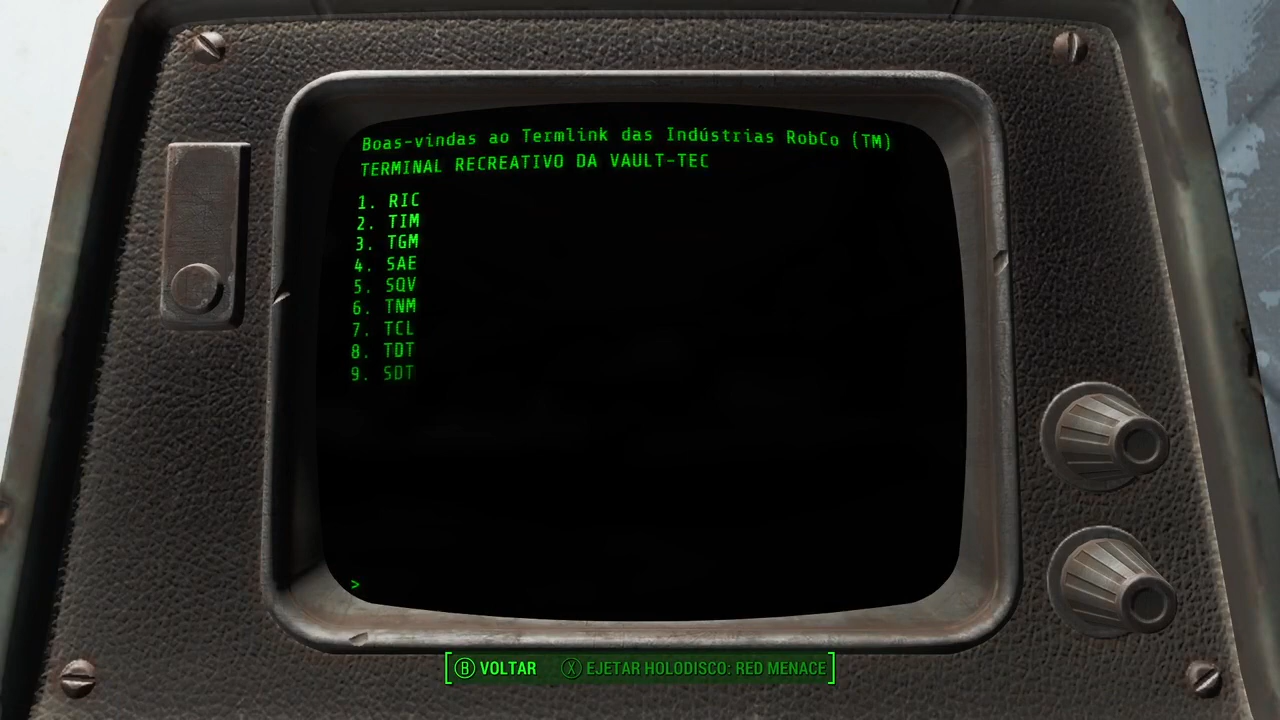 Boas-vindas ao Termlink das Indústrias RobCo (TM)
TERMINAL RECREATIVO DA VAULT-TEC
1. RIC
2. TIM
3. TGM
4. SAE
5. SQV
6. TNM
7. TCL
8. TDT
9. SDT
>
B VOLTAR X EJETAR HOLODISCO: RED MENACE